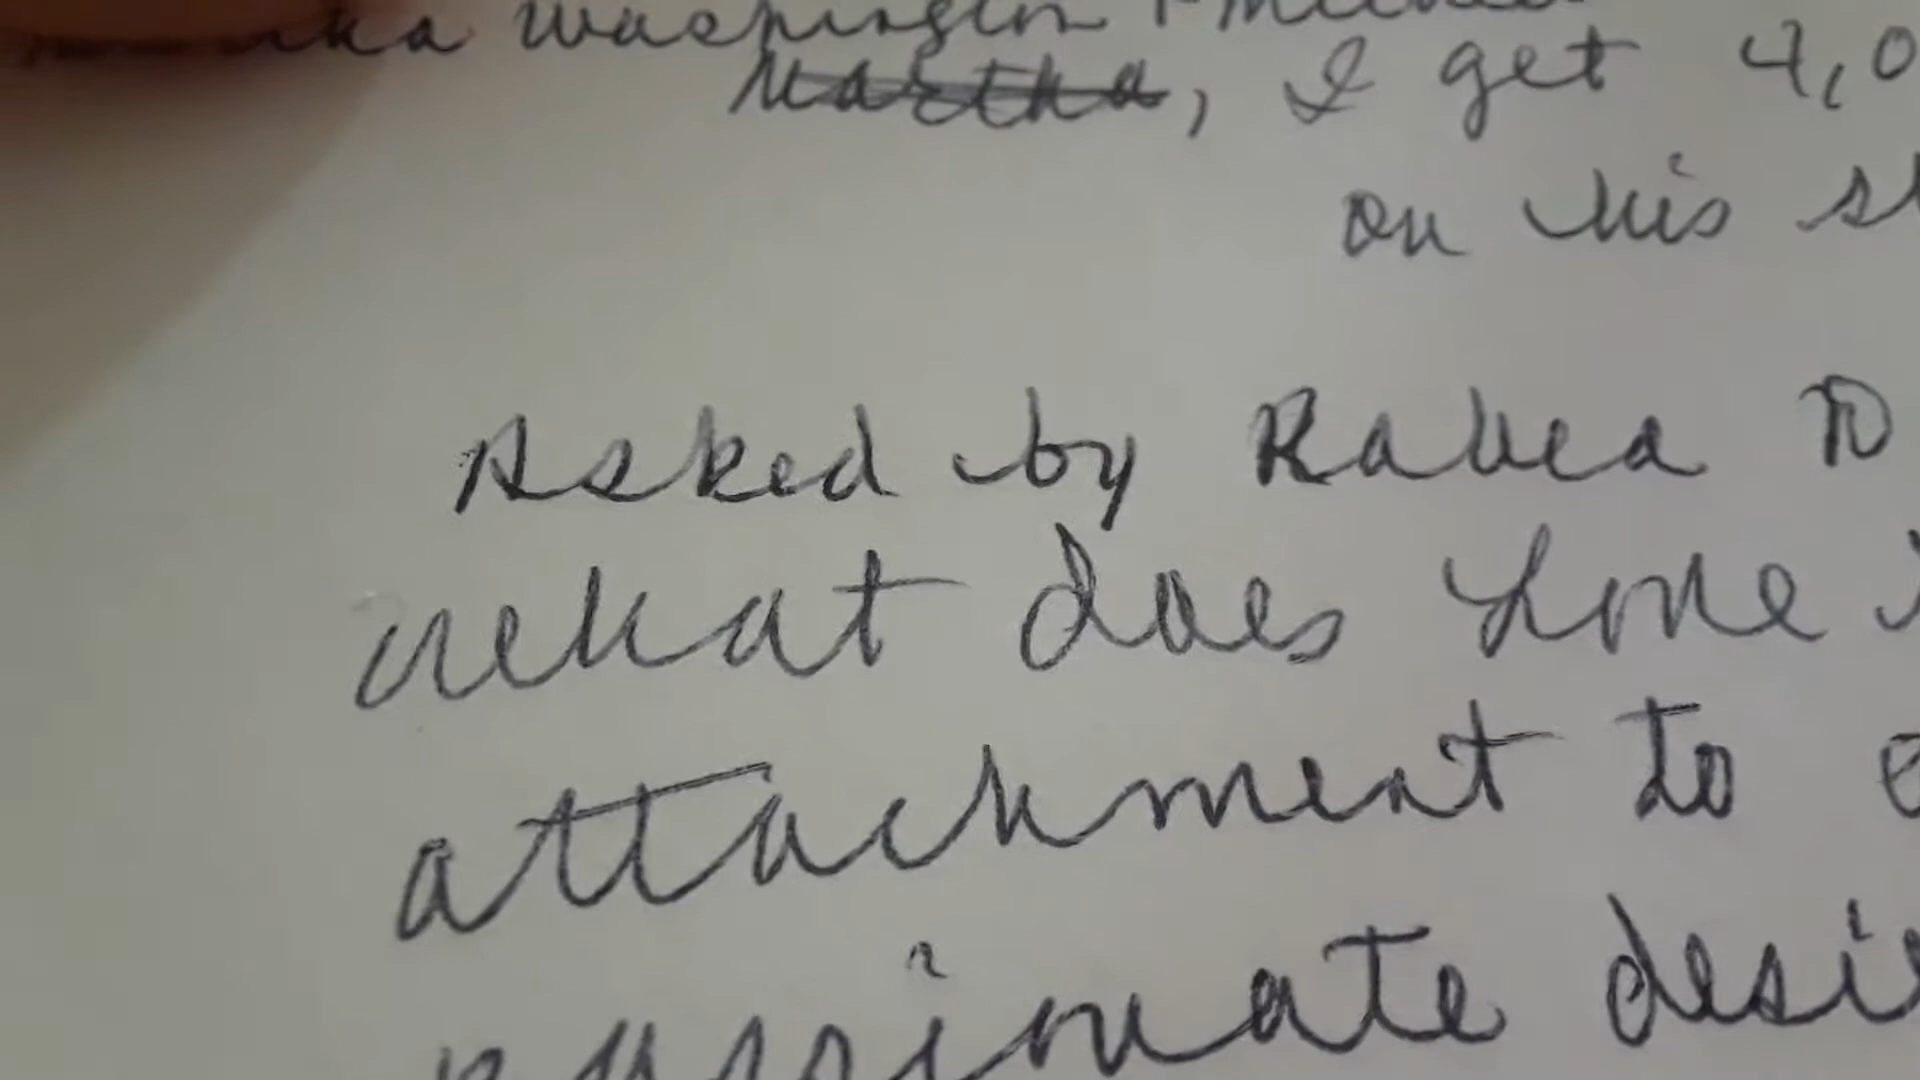 Washington
Martha, I get 4,0
on his s
Asked by Rabea D
what does Love
attachment to
passionate desi